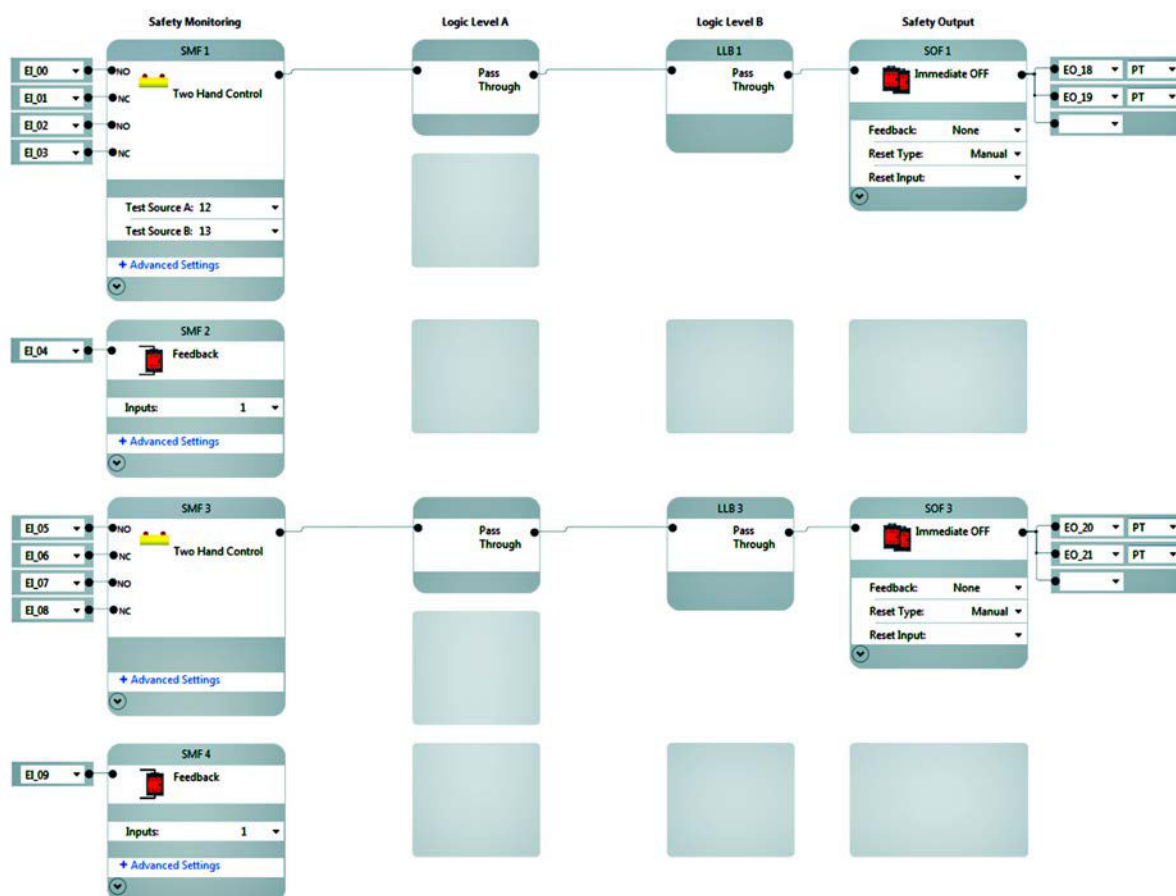 Safety Monitoring Logic Level A Logic Level B Safety Output
SMF 1
EI_00 NO
EI_01 NC
EI_02 NO
EI_03 NC
Two Hand Control
Test Source A: 12
Test Source B: 13
+ Advanced Settings
Pass
Through
LLB 1
Pass
Through
SOF 1
Immediate OFF
Feedback: None
Reset Type: Manual
Reset Input:
EO_18 PT
EO_19 PT
SMF 2
EI_04
Feedback
Inputs: 1
+ Advanced Settings
SMF 3
EI_05 NO
EI_06 NC
EI_07 NO
EI_08 NC
Two Hand Control
+ Advanced Settings
Pass
Through
LLB 3
Pass
Through
SOF 3
Immediate OFF
Feedback: None
Reset Type: Manual
Reset Input:
EO_20 PT
EO_21 PT
SMF 4
EI_09
Feedback
Inputs: 1
+ Advanced Settings